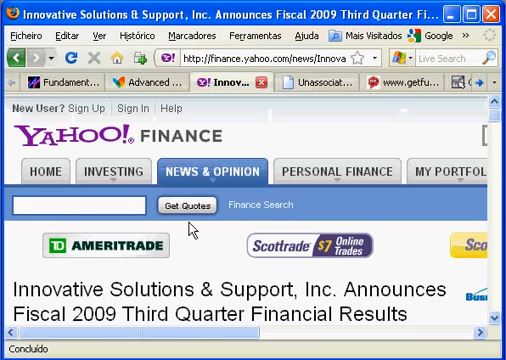 Innovative Solutions & Support, Inc. Announces Fiscal 2009 Third Quarter Fi...
Ficheiro Editar Ver Histórico Marcadores Ferramentas Ajuda Mais Visitados Google
http://finance.yahoo.com/news/Innova Live Search
Fundament... Advanced ... Innov... Unassociat... www.getfu...
New User? Sign Up Sign In Help
YAHOO! FINANCE
HOME INVESTING NEWS & OPINION PERSONAL FINANCE MY PORTFOL
Get Quotes Finance Search
TD AMERITRADE Scottrade $7 Online Trades Sco
Innovative Solutions & Support, Inc. Announces
Fiscal 2009 Third Quarter Financial Results
Busi
Concluído